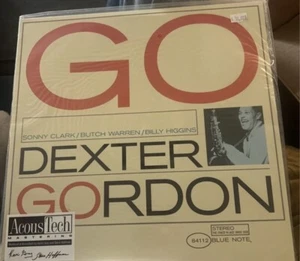 GO
SONNY CLARK/BUTCH WARREN/BILLY HIGGINS
DEXTER
GORDON
AcousTech
MASTERING
STEREO
84112 BLUE NOTE